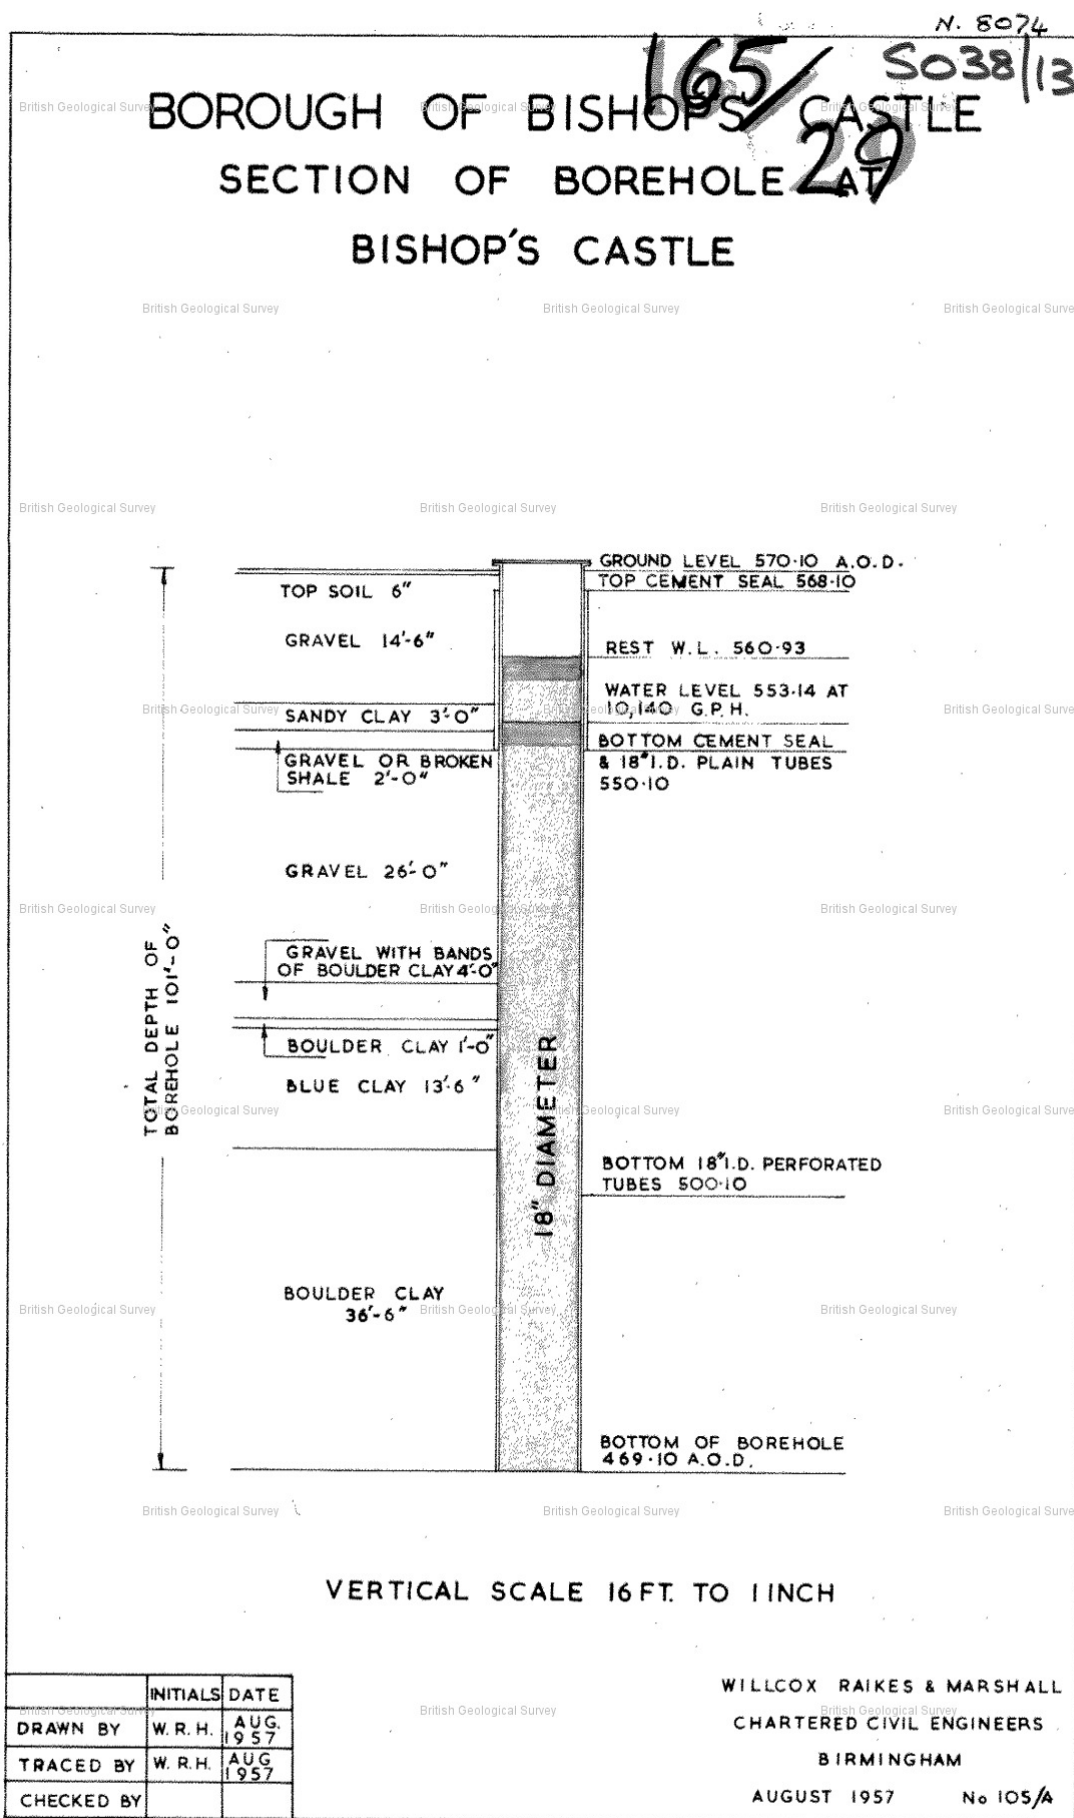 N. 8074
165/
29
SO38/13
BOROUGH OF BISHOP'S CASTLE
SECTION OF BOREHOLE AT
BISHOP'S CASTLE
GROUND LEVEL 570·10 A.O.D.
TOP CEMENT SEAL 568·10
TOP SOIL 6"
GRAVEL 14'-6"
REST W.L. 560·93
WATER LEVEL 553·14 AT
10,140 G.P.H.
SANDY CLAY 3'-0"
BOTTOM CEMENT SEAL
& 18" I.D. PLAIN TUBES
550·10
GRAVEL OR BROKEN
SHALE 2'-0"
GRAVEL 26'-0"
GRAVEL WITH BANDS
OF BOULDER CLAY 4'-0"
BOULDER CLAY 1'-0"
BLUE CLAY 13'-6"
TOTAL DEPTH OF
BOREHOLE 101'-0"
18" DIAMETER
BOTTOM 18" I.D. PERFORATED
TUBES 500·10
BOULDER CLAY
36'-6"
BOTTOM OF BOREHOLE
469·10 A.O.D.
VERTICAL SCALE 16 FT. TO 1 INCH
INITIALS DATE
DRAWN BY W.R.H. AUG. 1957
TRACED BY W.R.H. AUG 1957
CHECKED BY
WILLCOX RAIKES & MARSHALL
CHARTERED CIVIL ENGINEERS
BIRMINGHAM
AUGUST 1957 No 105/A
British Geological Survey